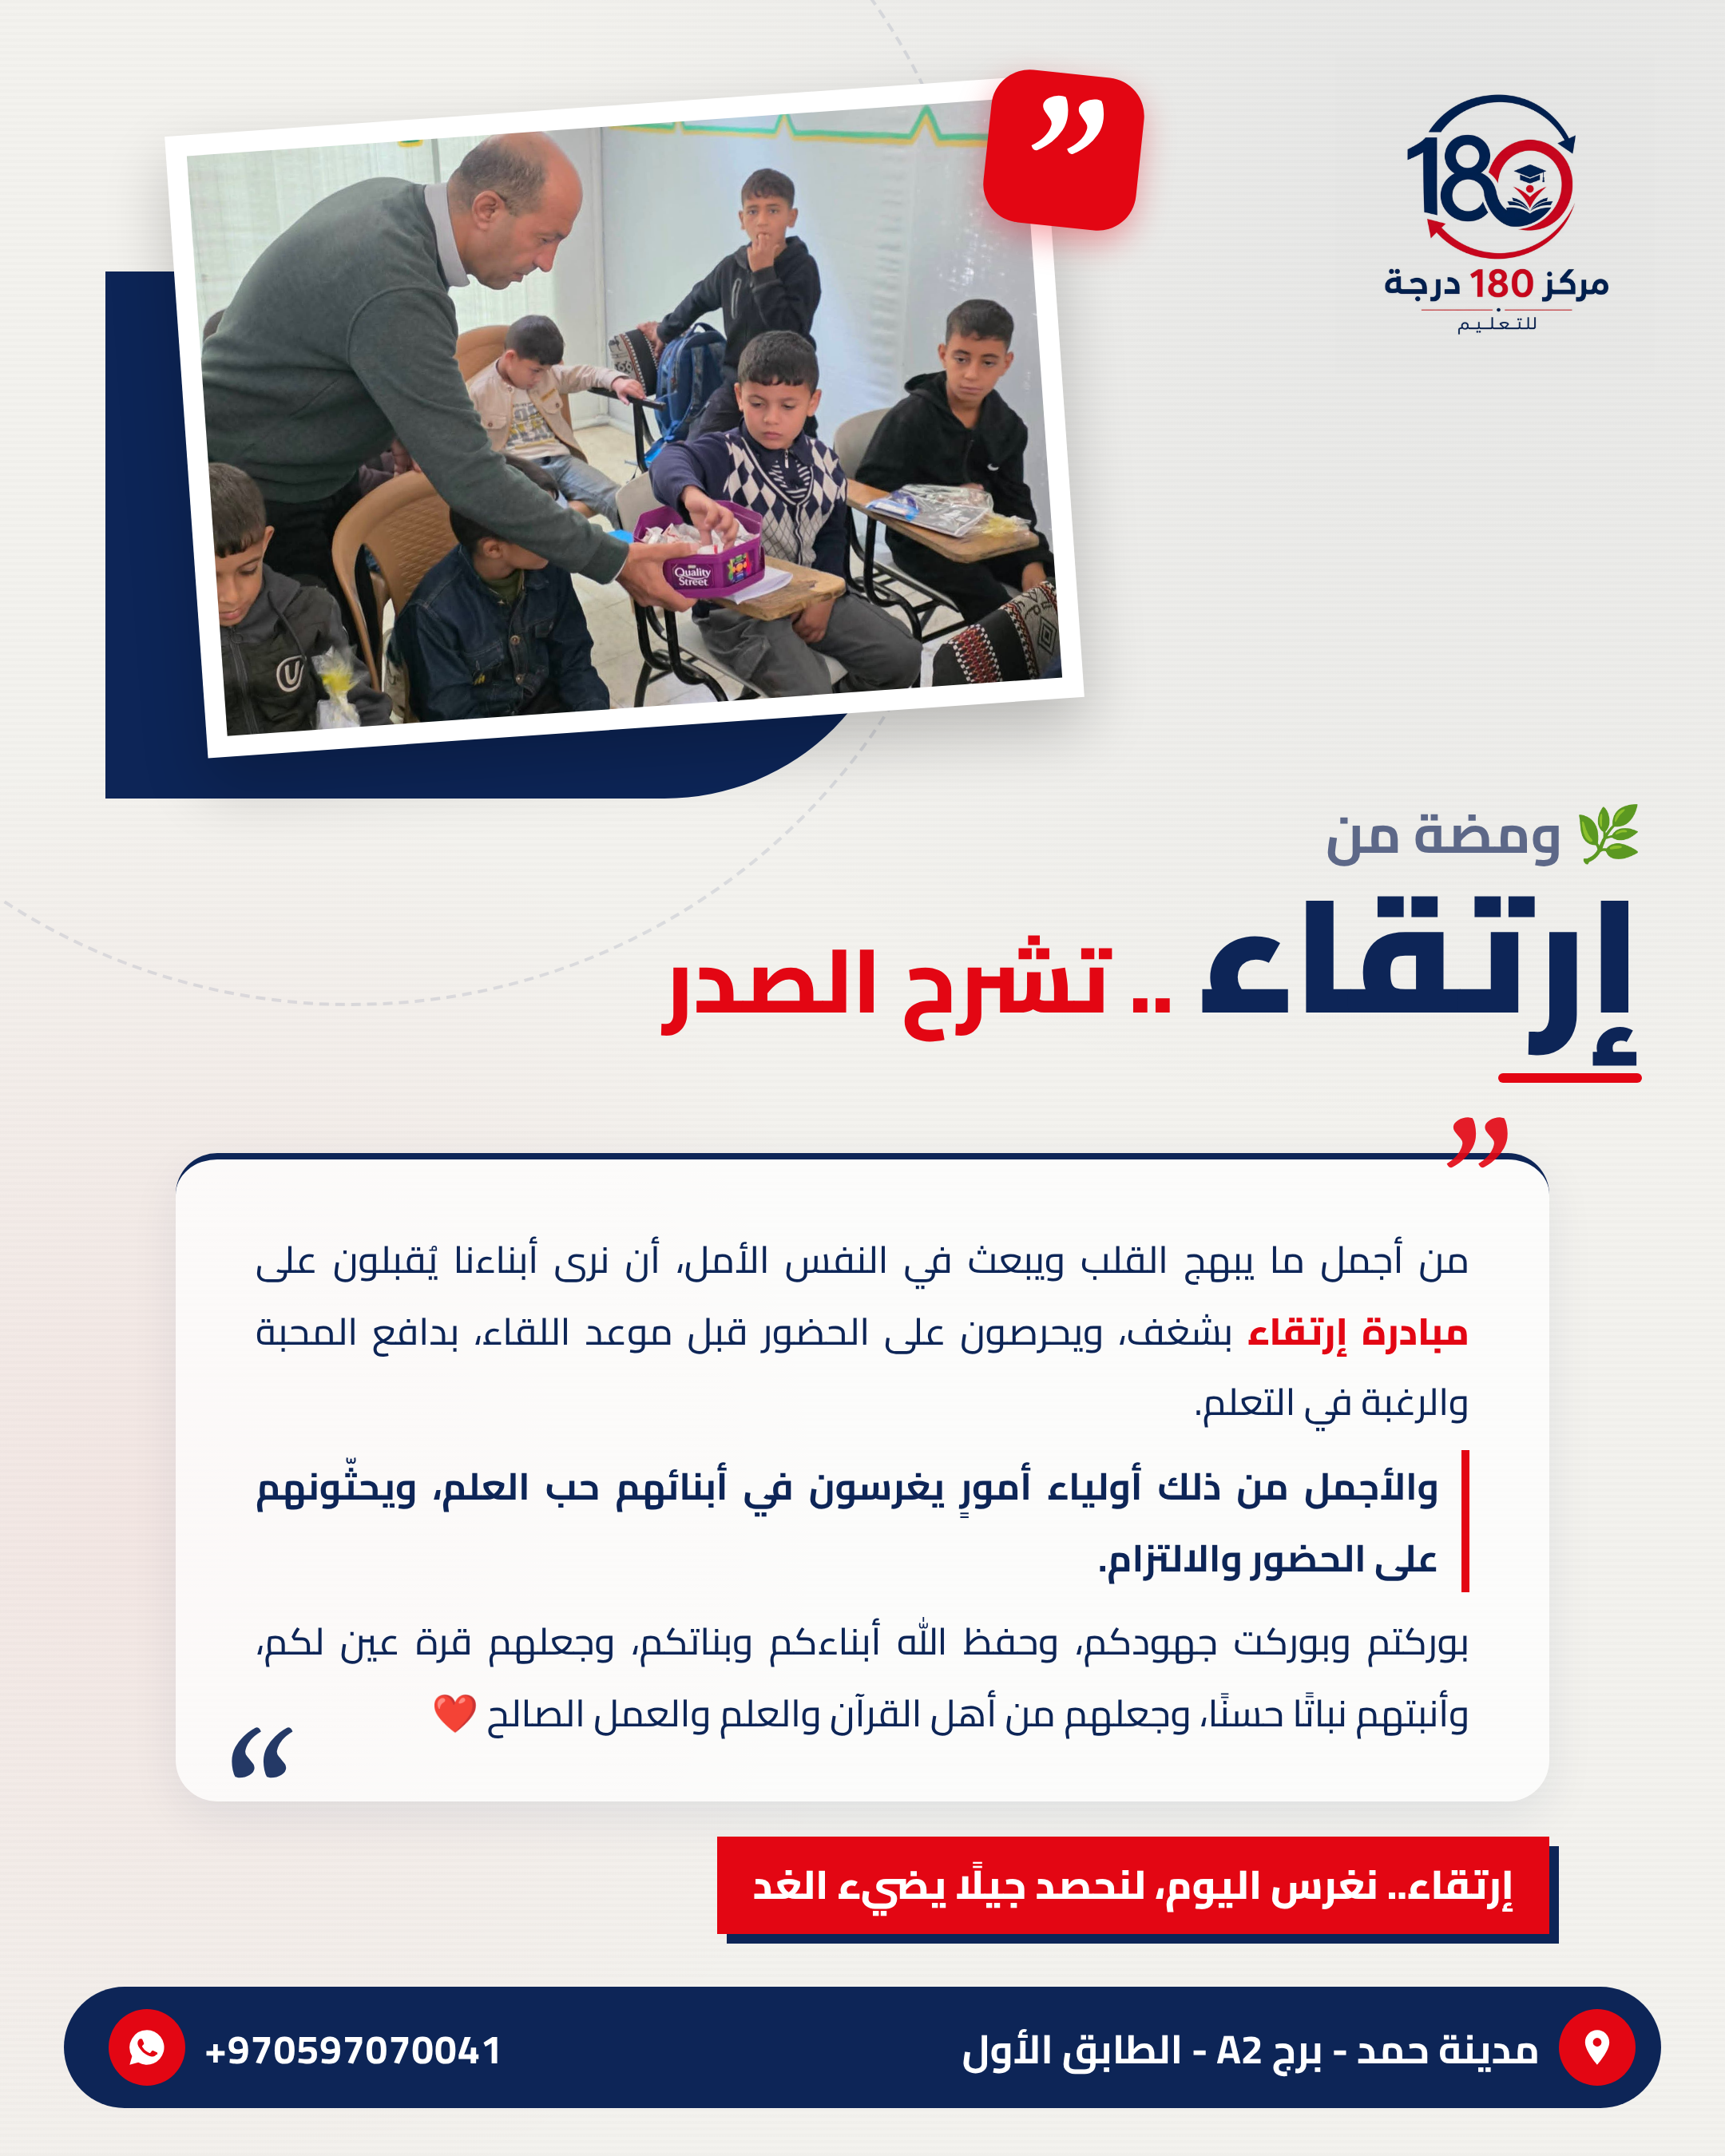 180
مركز 180 درجة
للتـعـلـيـم
Quality
Street
🌿 ومضة من
إرتقاء .. تشرح الصدر
من أجمل ما يبهج القلب ويبعث في النفس الأمل، أن نرى أبناءنا يُقبلون على
مبادرة إرتقاء بشغف، ويحرصون على الحضور قبل موعد اللقاء، بدافع المحبة
والرغبة في التعلم.
والأجمل من ذلك أولياء أمورٍ يغرسون في أبنائهم حب العلم، ويحثّونهم
على الحضور والالتزام.
بوركتم وبوركت جهودكم، وحفظ الله أبناءكم وبناتكم، وجعلهم قرة عين لكم،
وأنبتهم نباتًا حسنًا، وجعلهم من أهل القرآن والعلم والعمل الصالح ❤️
إرتقاء.. نغرس اليوم، لنحصد جيلًا يضيء الغد
مدينة حمد - برج A2 - الطابق الأول
+970597070041